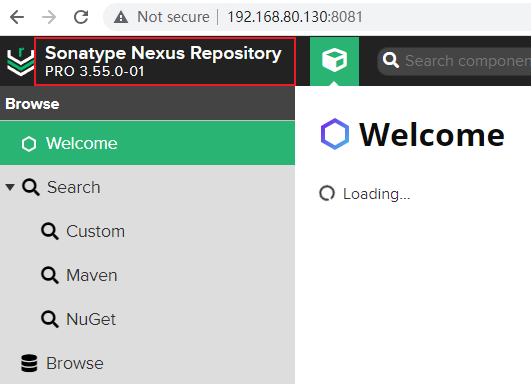 Not secure | 192.168.80.130:8081
Sonatype Nexus Repository
PRO 3.55.0-01
Search componen
Browse
Welcome
Search
Custom
Maven
NuGet
Browse
Welcome
Loading...